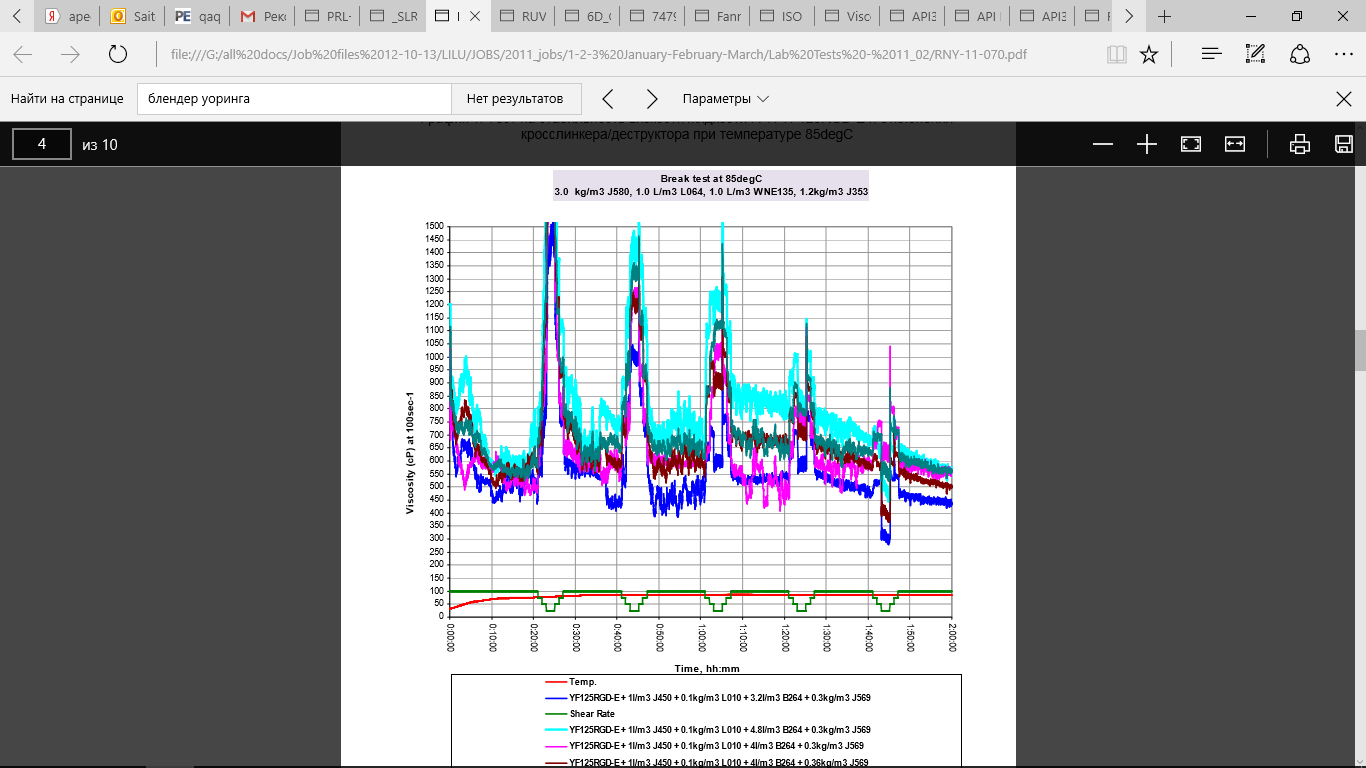 аре Sait qaq Рекс PRL- _SLR RUV 6D_ 7479 Fanr ISO Visc API3 API API3
file:///G:/all%20docs/Job%20files%2012-10-13/LILU/JOBS/2011_jobs/1-2-3%20January-February-March/Lab%20Tests%20-%2011_02/RNY-11-070.pdf
Найти на странице блендер уоринга Нет результатов Параметры
4 из 10
кросслинкера/деструктора при температуре 85degC
Break test at 85degC
3.0 kg/m3 J580, 1.0 L/m3 L064, 1.0 L/m3 WNE135, 1.2kg/m3 J353
Viscosity (cP) at 100sec-1
1500
1450
1400
1350
1300
1250
1200
1150
1100
1050
1000
950
900
850
800
750
700
650
600
550
500
450
400
350
300
250
200
150
100
50
0
0:00:00 0:10:00 0:20:00 0:30:00 0:40:00 0:50:00 1:00:00 1:10:00 1:20:00 1:30:00 1:40:00 1:50:00 2:00:00
Time, hh:mm
Temp.
YF125RGD-E + 1l/m3 J450 + 0.1kg/m3 L010 + 3.2l/m3 B264 + 0.3kg/m3 J569
Shear Rate
YF125RGD-E + 1l/m3 J450 + 0.1kg/m3 L010 + 4.8l/m3 B264 + 0.3kg/m3 J569
YF125RGD-E + 1l/m3 J450 + 0.1kg/m3 L010 + 4l/m3 B264 + 0.3kg/m3 J569
YF125RGD-E + 1l/m3 J450 + 0.1kg/m3 L010 + 4l/m3 B264 + 0.36kg/m3 J569